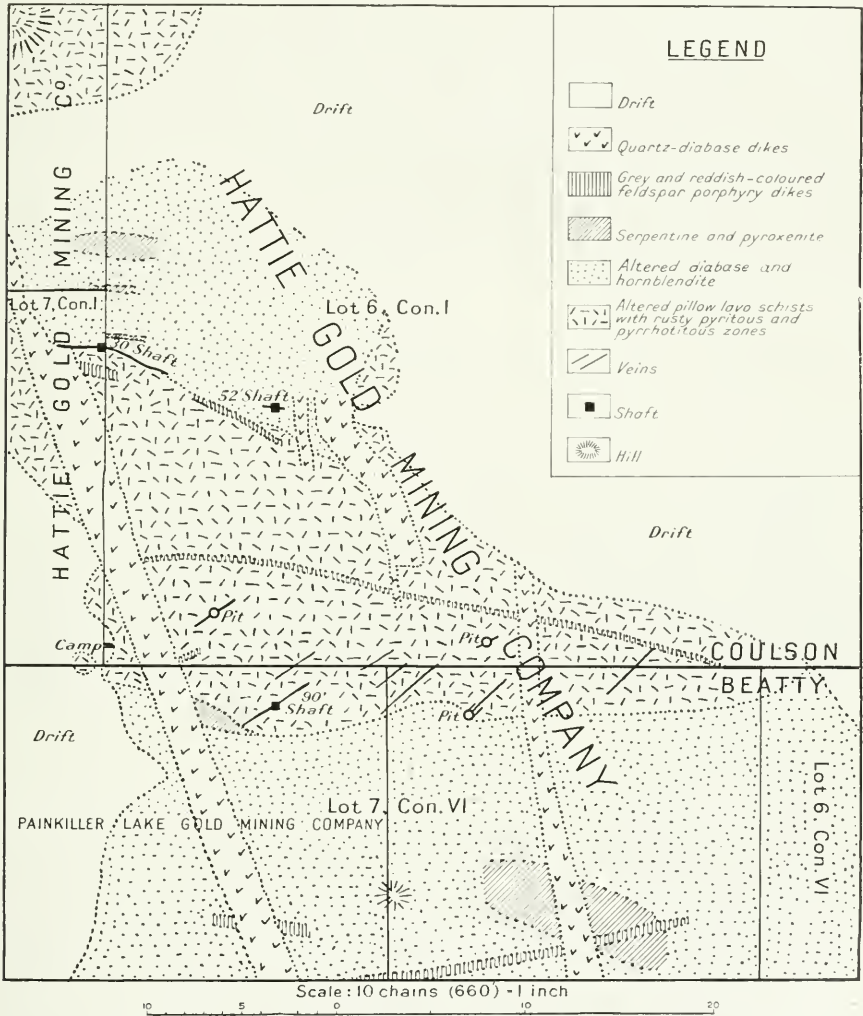 LEGEND
Drift
Quartz-diabase dikes
Grey and reddish-coloured
feldspar porphyry dikes
Serpentine and pyroxenite
Altered diabase and
hornblendite
Altered pillow lava schists
with rusty pyritous and
pyrrhotitous zones
Veins
Shaft
Hill
Drift
HATTIE GOLD MINING Co
HATTIE GOLD MINING COMPANY
Lot 7, Con. I
Lot 6, Con. I
30 Shaft
52' Shaft
Drift
Pit
Pit
Camp
COULSON
BEATTY
90'
Shaft
Pit
Drift
Lot 7, Con. VI
PAINKILLER LAKE GOLD MINING COMPANY
Lot 6 Con VI
Scale: 10 chains (660') - 1 inch
10 5 0 10 20